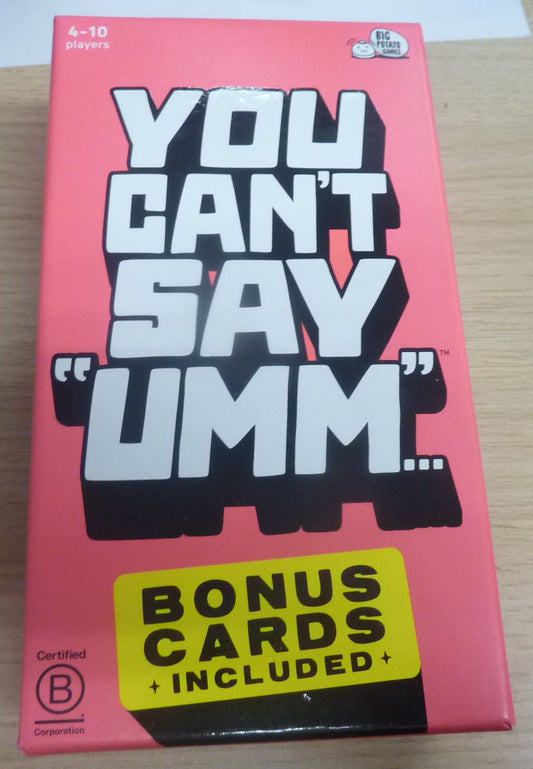 4-10
players
BIG
POTATO
GAMES
YOU
CAN'T
SAY
"UMM"...™
BONUS
CARDS
INCLUDED
Certified
B
Corporation